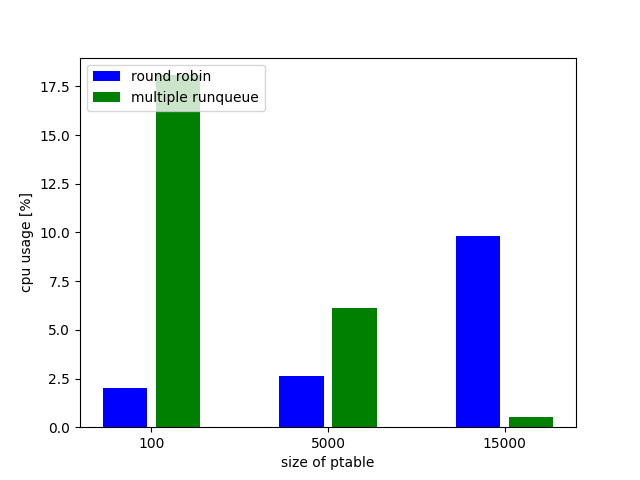 round robin
multiple runqueue
17.5
15.0
12.5
10.0
7.5
5.0
2.5
0.0
cpu usage [%]
100 5000 15000
size of ptable